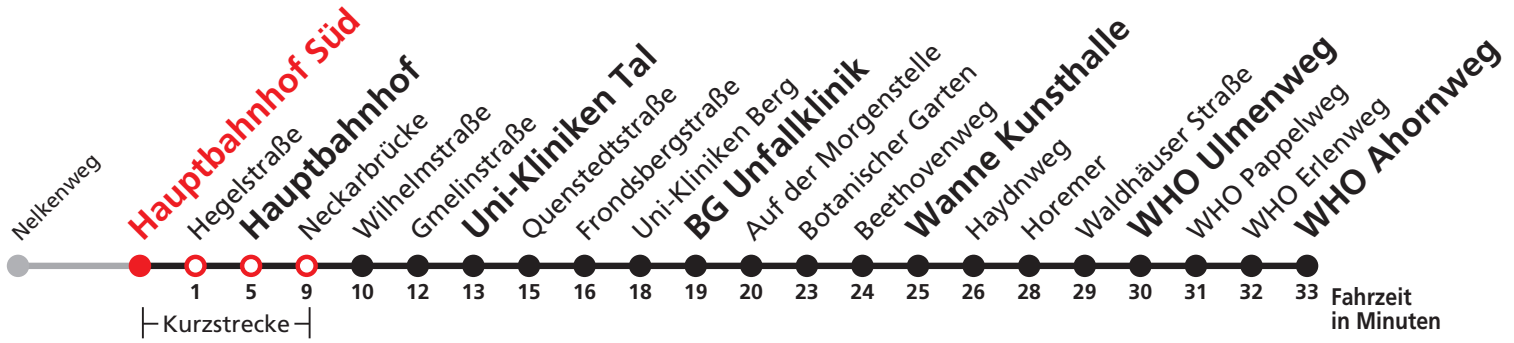 Nelkenweg
Hauptbahnhof Süd
Hegelstraße
Hauptbahnhof
Neckarbrücke
Wilhelmstraße
Gmelinstraße
Uni-Kliniken Tal
Quenstedtstraße
Frondsbergstraße
Uni-Kliniken Berg
BG Unfallklinik
Auf der Morgenstelle
Botanischer Garten
Beethovenweg
Wanne Kunsthalle
Haydnweg
Horemer
Waldhäuser Straße
WHO Ulmenweg
WHO Pappelweg
WHO Erlenweg
WHO Ahornweg
1 5 9 10 12 13 15 16 18 19 20 23 24 25 26 28 29 30 31 32 33
Fahrzeit
in Minuten
Kurzstrecke